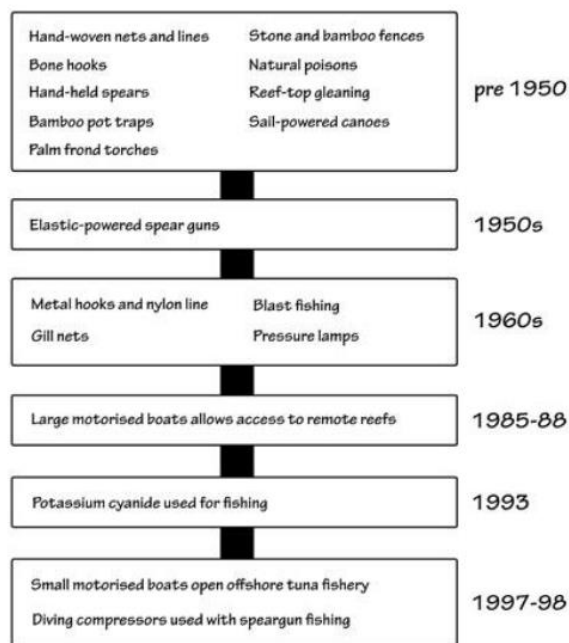 Hand-woven nets and lines
Bone hooks
Hand-held spears
Bamboo pot traps
Palm frond torches
Stone and bamboo fences
Natural poisons
Reef-top gleaning
Sail-powered canoes
pre 1950
Elastic-powered spear guns
1950s
Metal hooks and nylon line
Gill nets
Blast fishing
Pressure lamps
1960s
Large motorised boats allows access to remote reefs
1985-88
Potassium cyanide used for fishing
1993
Small motorised boats open offshore tuna fishery
Diving compressors used with speargun fishing
1997-98